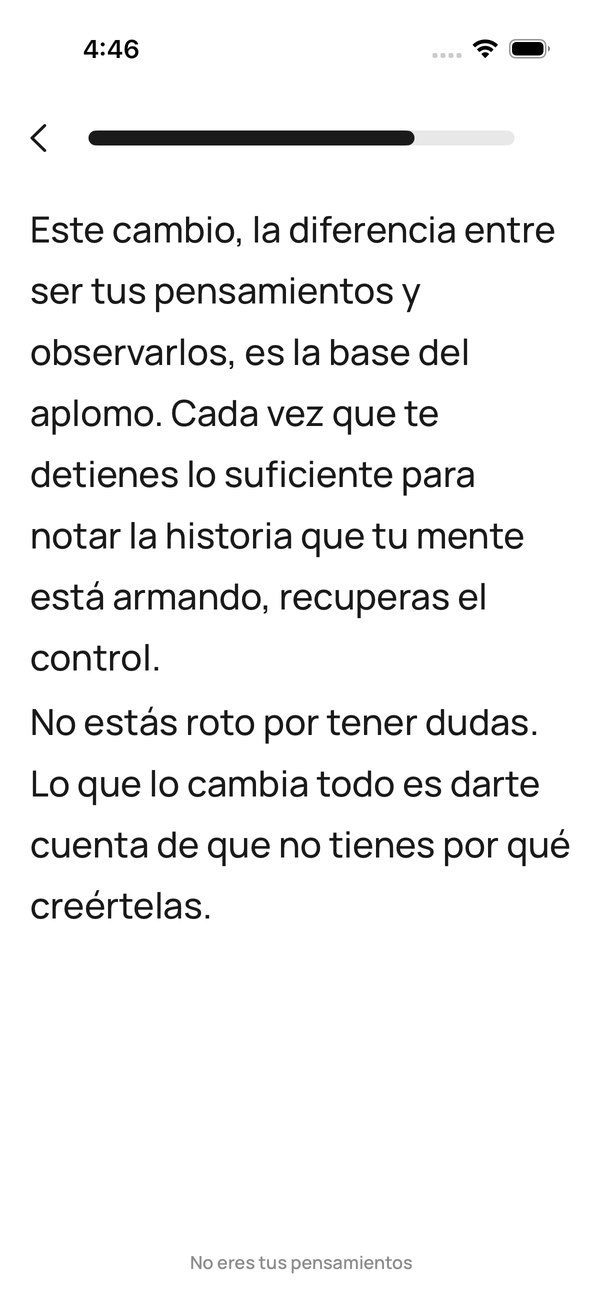 4:46
Este cambio, la diferencia entre
ser tus pensamientos y
observarlos, es la base del
aplomo. Cada vez que te
detienes lo suficiente para
notar la historia que tu mente
está armando, recuperas el
control.
No estás roto por tener dudas.
Lo que lo cambia todo es darte
cuenta de que no tienes por qué
creértelas.
No eres tus pensamientos